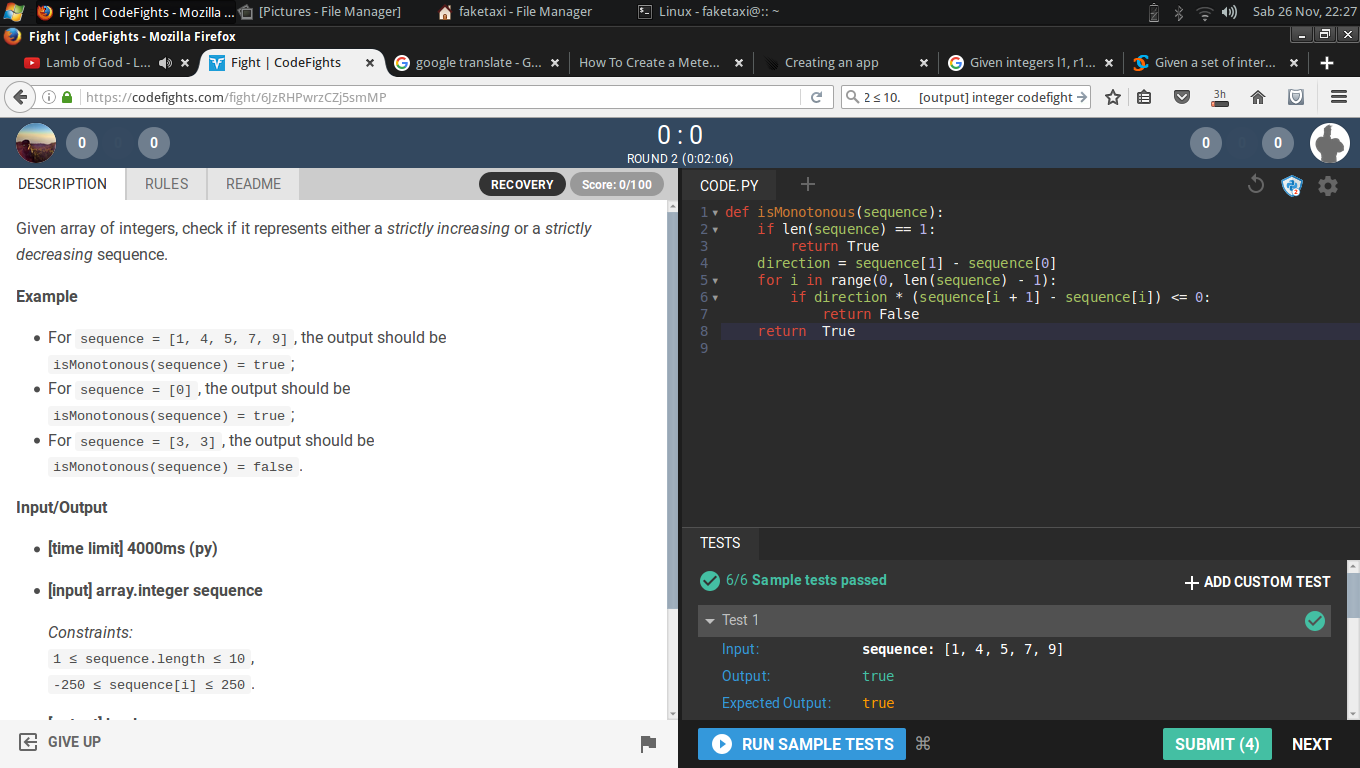 Fight | CodeFights - Mozilla ... [Pictures - File Manager] faketaxi - File Manager Linux - faketaxi@:: ~ Sab 26 Nov, 22:27
Fight | CodeFights - Mozilla Firefox
Lamb of God - L... Fight | CodeFights google translate - G... How To Create a Mete... Creating an app Given integers l1, r1... Given a set of inter...
https://codefights.com/fight/6JzRHPwrzCZj5smMP 2 ≤ 10. [output] integer codefight 3h
0 0 0 : 0 0 0
ROUND 2 (0:02:06)
DESCRIPTION RULES README RECOVERY Score: 0/100
Given array of integers, check if it represents either a strictly increasing or a strictly
decreasing sequence.
Example
For sequence = [1, 4, 5, 7, 9] , the output should be
isMonotonous(sequence) = true ;
For sequence = [0] , the output should be
isMonotonous(sequence) = true ;
For sequence = [3, 3] , the output should be
isMonotonous(sequence) = false .
Input/Output
[time limit] 4000ms (py)
[input] array.integer sequence
Constraints:
1 ≤ sequence.length ≤ 10 ,
-250 ≤ sequence[i] ≤ 250 .
GIVE UP
CODE.PY
1 def isMonotonous(sequence):
2 if len(sequence) == 1:
3 return True
4 direction = sequence[1] - sequence[0]
5 for i in range(0, len(sequence) - 1):
6 if direction * (sequence[i + 1] - sequence[i]) <= 0:
7 return False
8 return True
9
TESTS
6/6 Sample tests passed ADD CUSTOM TEST
Test 1
Input: sequence: [1, 4, 5, 7, 9]
Output: true
Expected Output: true
RUN SAMPLE TESTS SUBMIT (4) NEXT